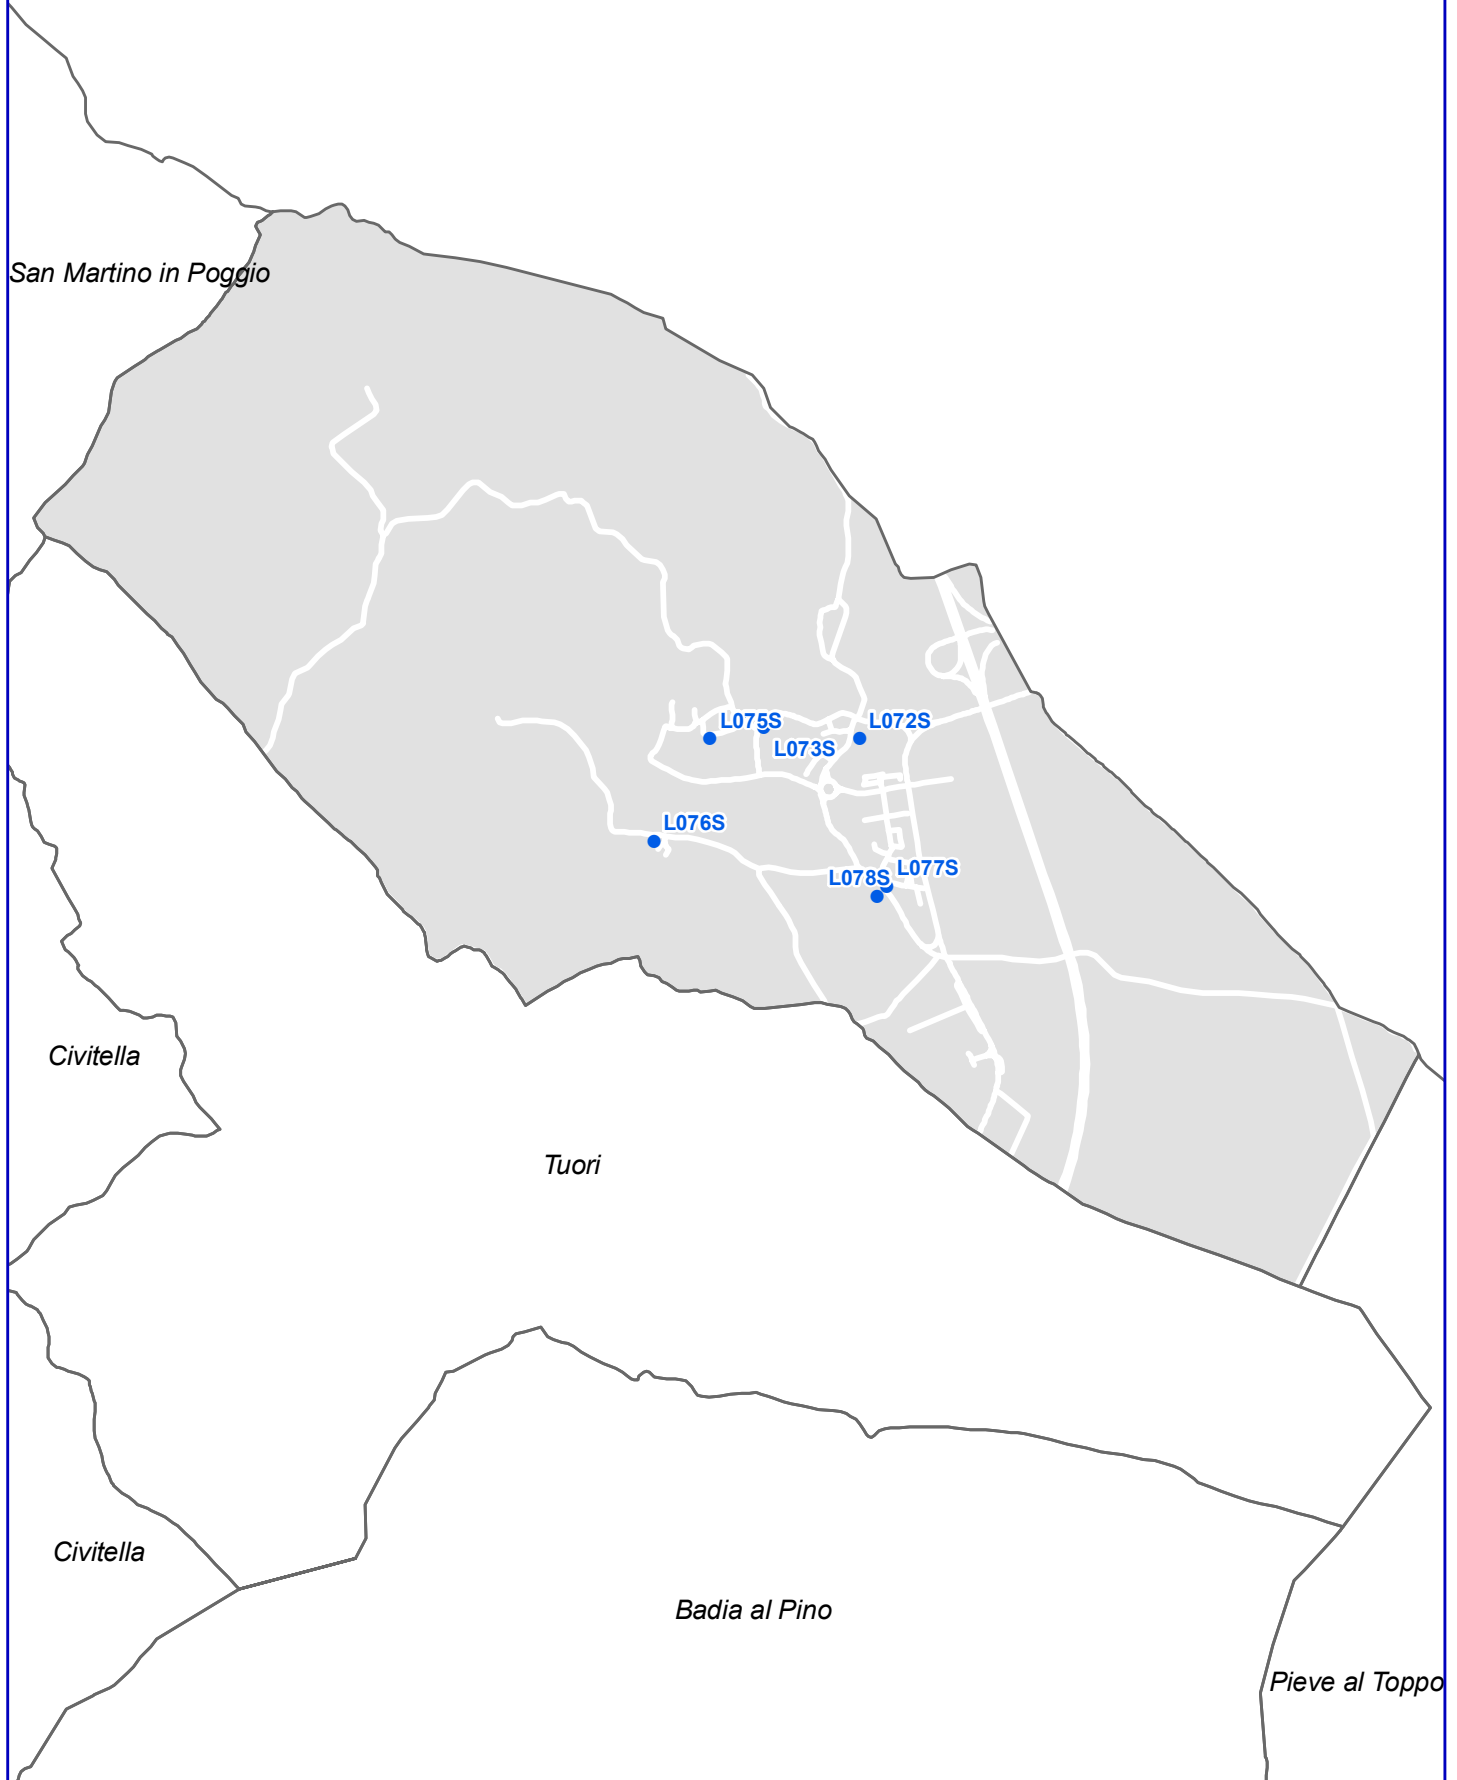 San Martino in Poggio
L075S
L072S
L073S
L076S
L077S
L078S
Civitella
Tuori
Civitella
Badia al Pino
Pieve al Toppo